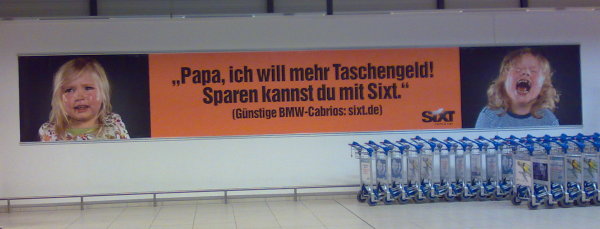 „Papa, ich will mehr Taschengeld!
Sparen kannst du mit Sixt.“
(Günstige BMW-Cabrios: sixt.de)
SIXT